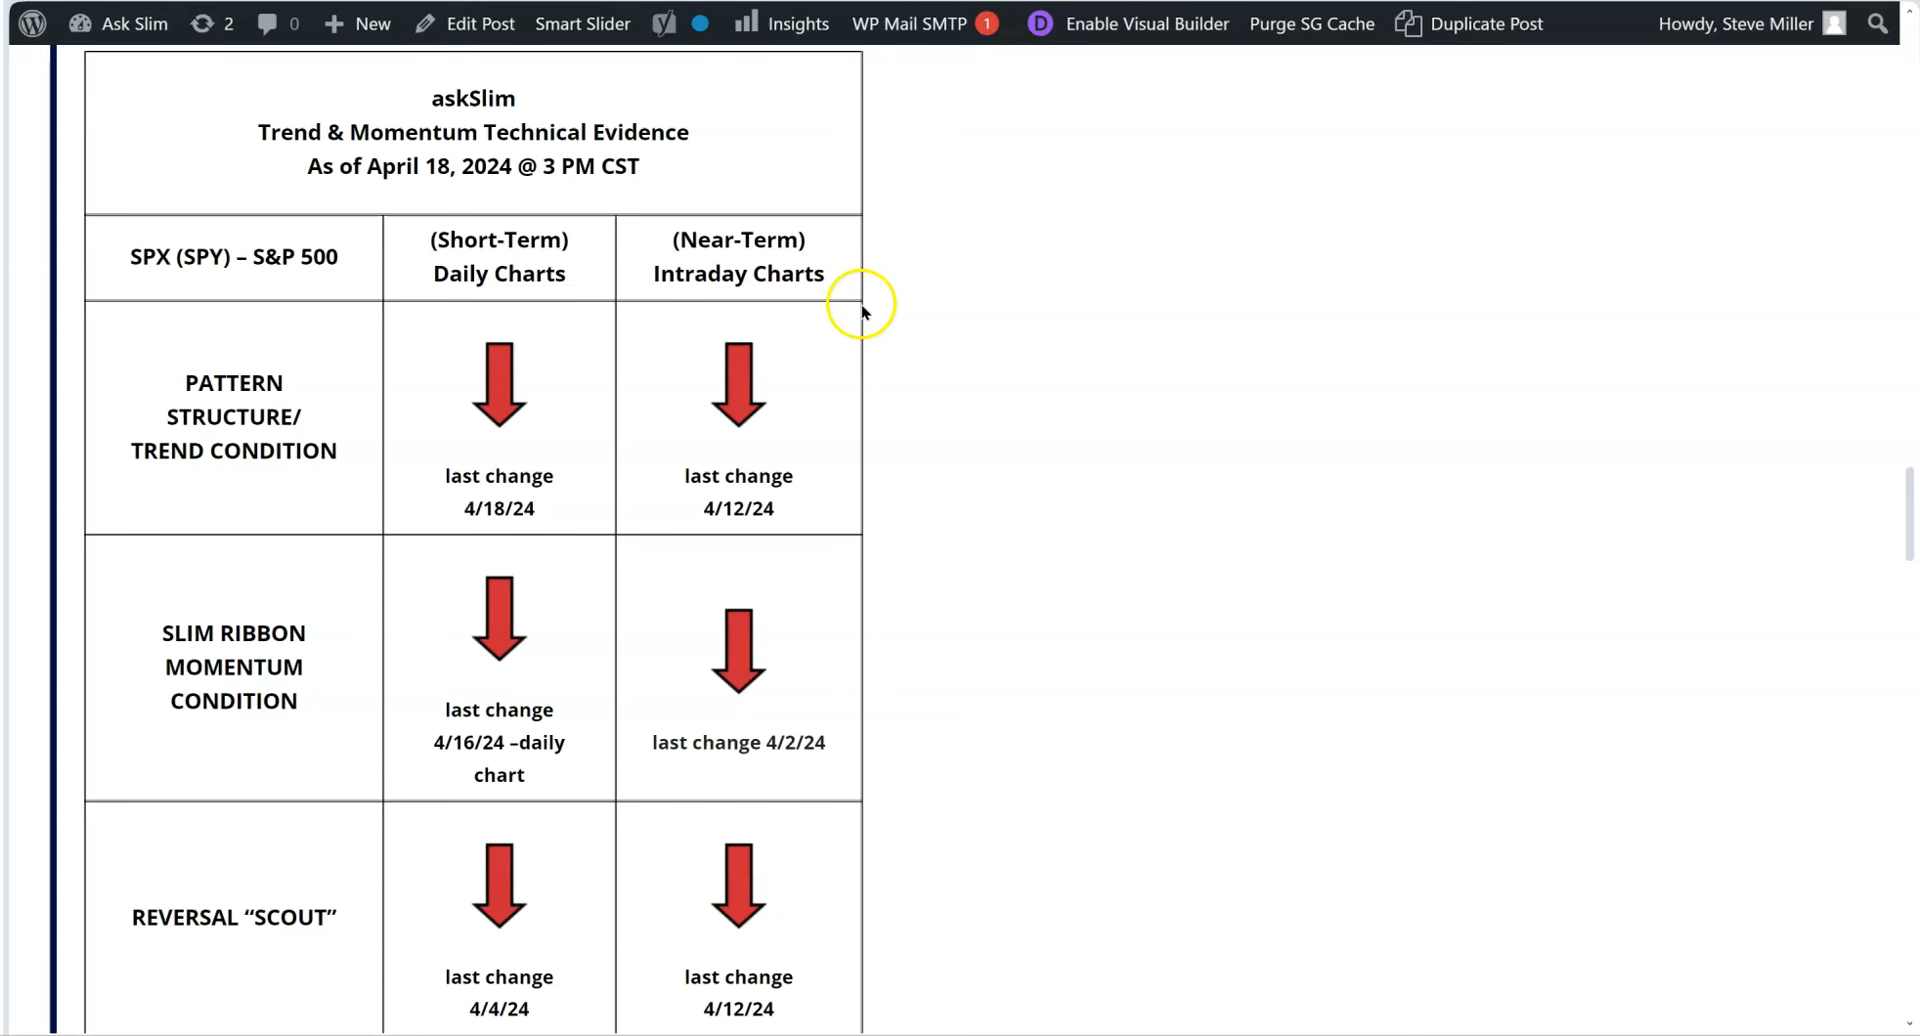 Ask Slim 2 0 New Edit Post Smart Slider Insights WP Mail SMTP 1 D Enable Visual Builder Purge SG Cache Duplicate Post Howdy, Steve Miller
askSlim
Trend & Momentum Technical Evidence
As of April 18, 2024 @ 3 PM CST
SPX (SPY) – S&P 500
(Short-Term)
Daily Charts
(Near-Term)
Intraday Charts
PATTERN
STRUCTURE/
TREND CONDITION
last change
4/18/24
last change
4/12/24
SLIM RIBBON
MOMENTUM
CONDITION
last change
4/16/24 –daily
chart
last change 4/2/24
REVERSAL “SCOUT”
last change
4/4/24
last change
4/12/24